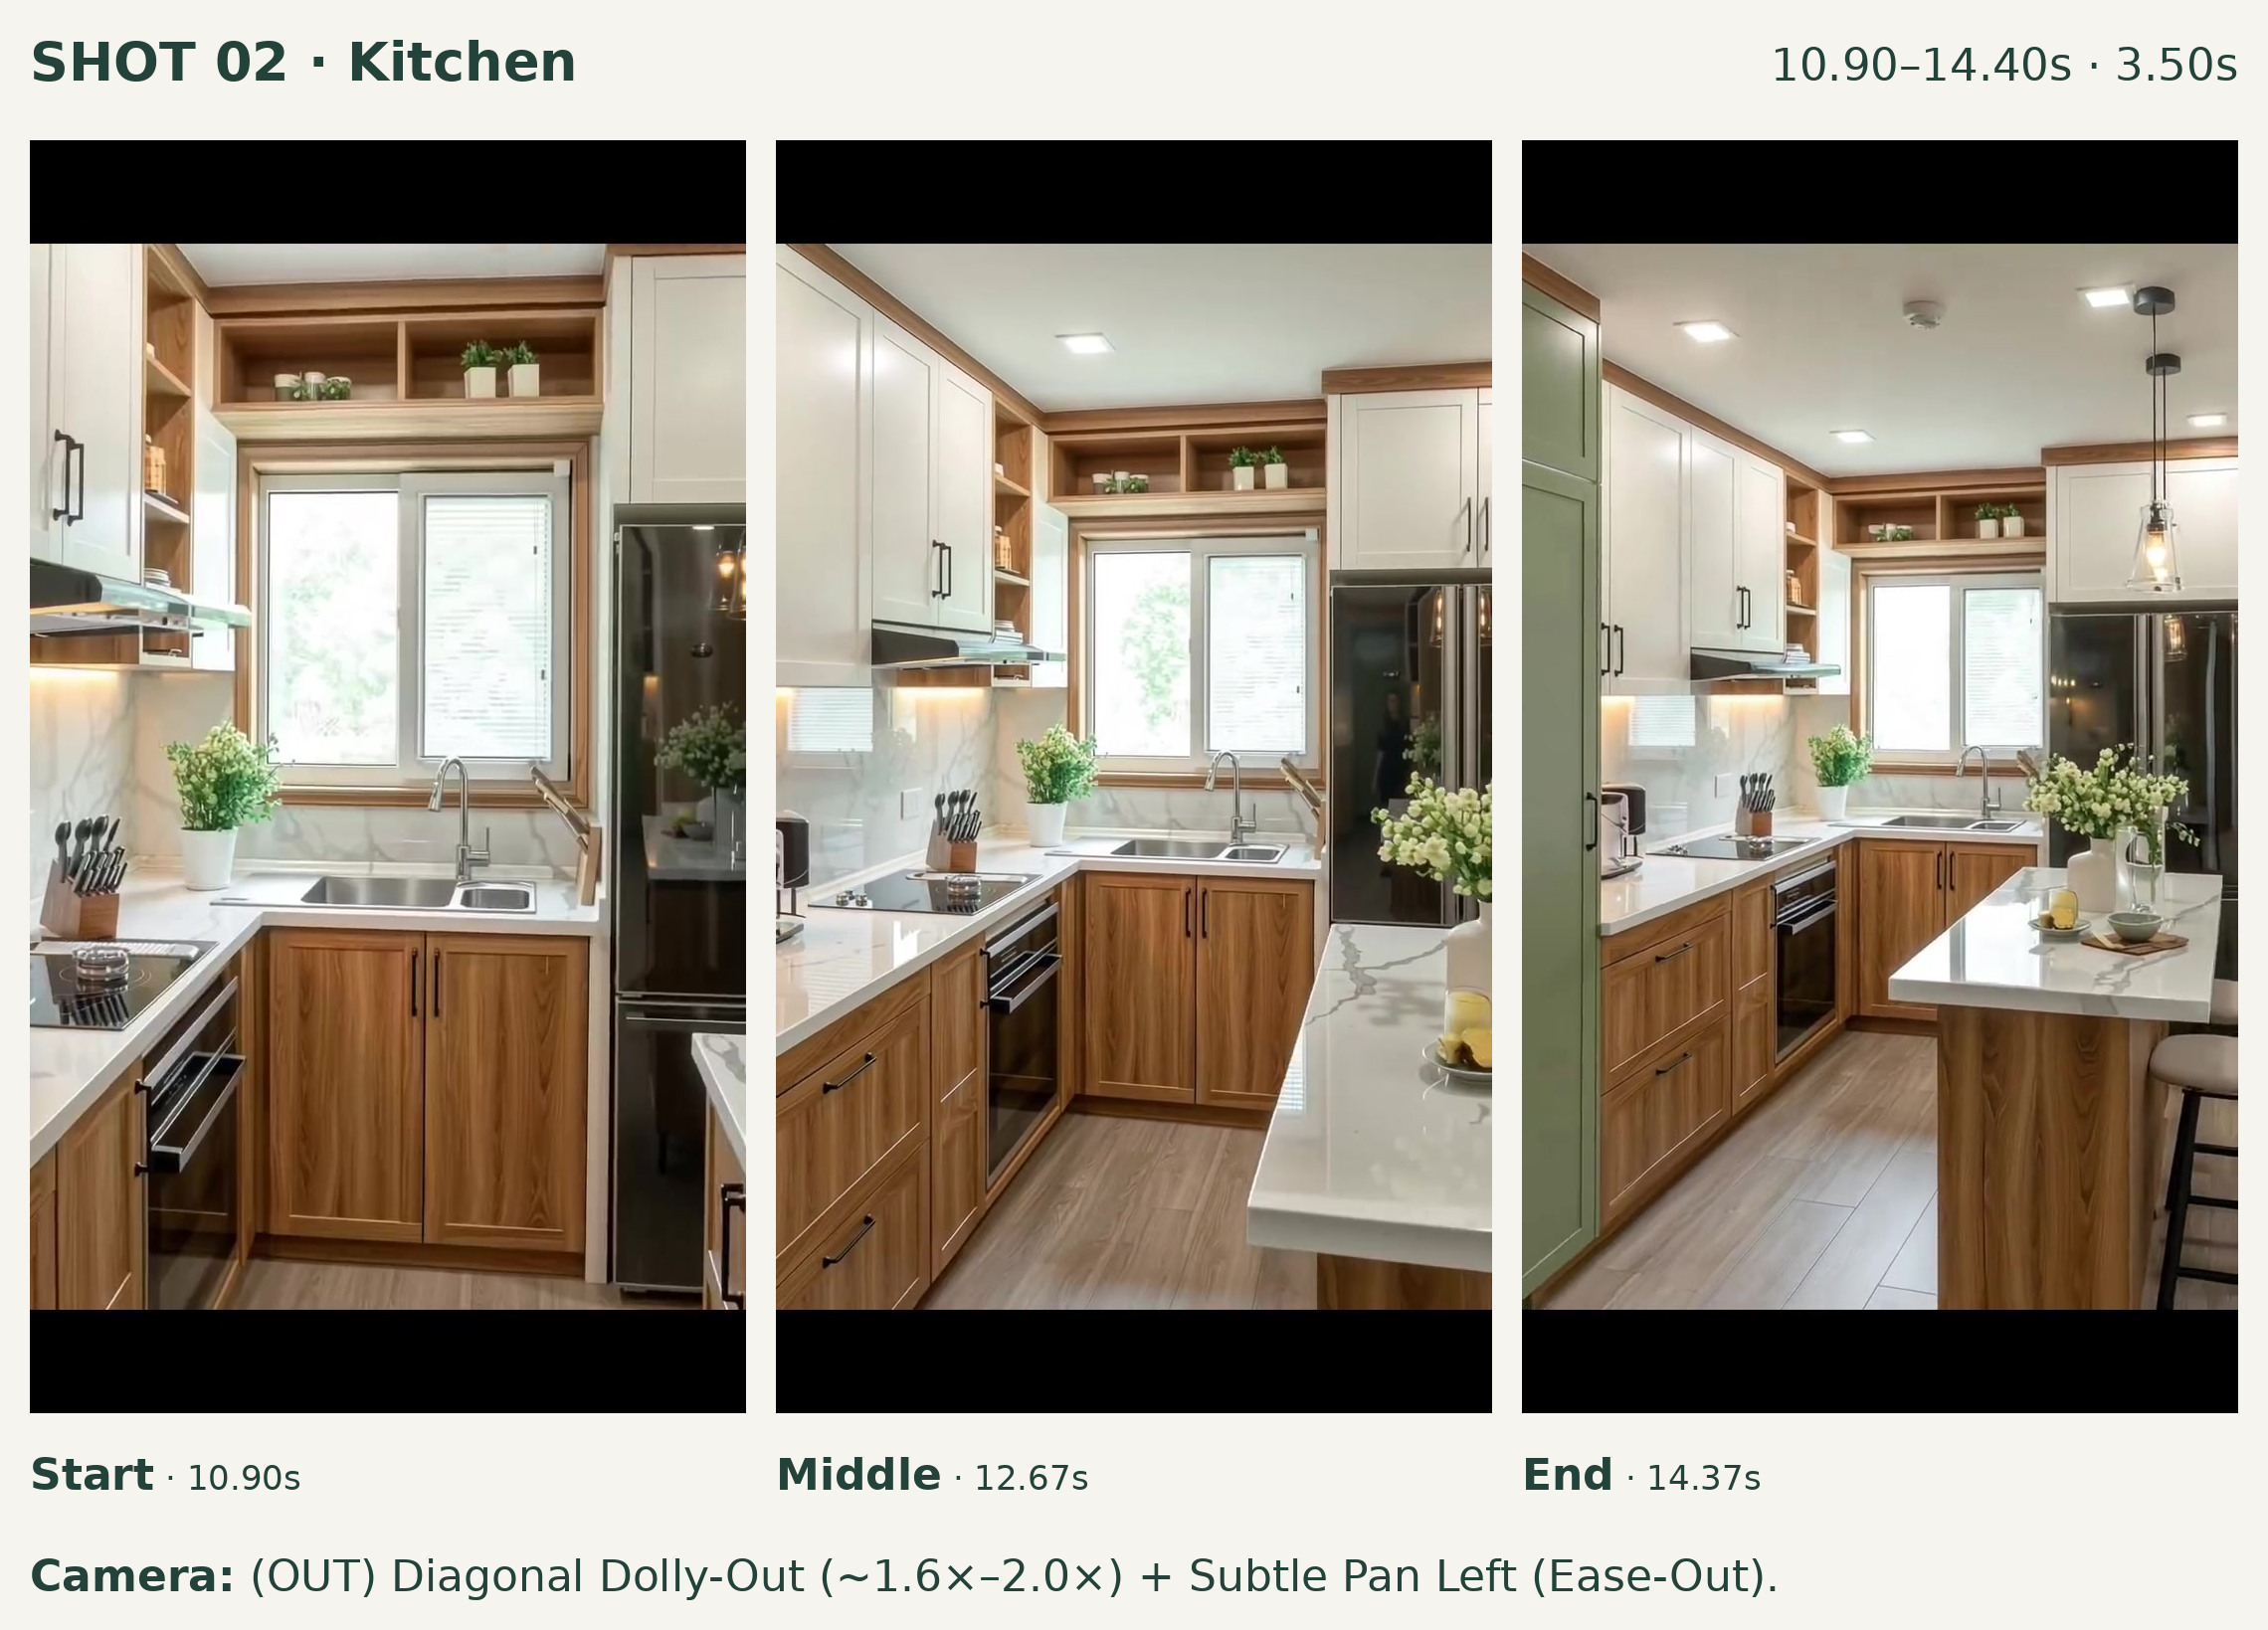 SHOT 02 · Kitchen
10.90–14.40s · 3.50s
Start · 10.90s
Middle · 12.67s
End · 14.37s
Camera: (OUT) Diagonal Dolly-Out (~1.6×–2.0×) + Subtle Pan Left (Ease-Out).